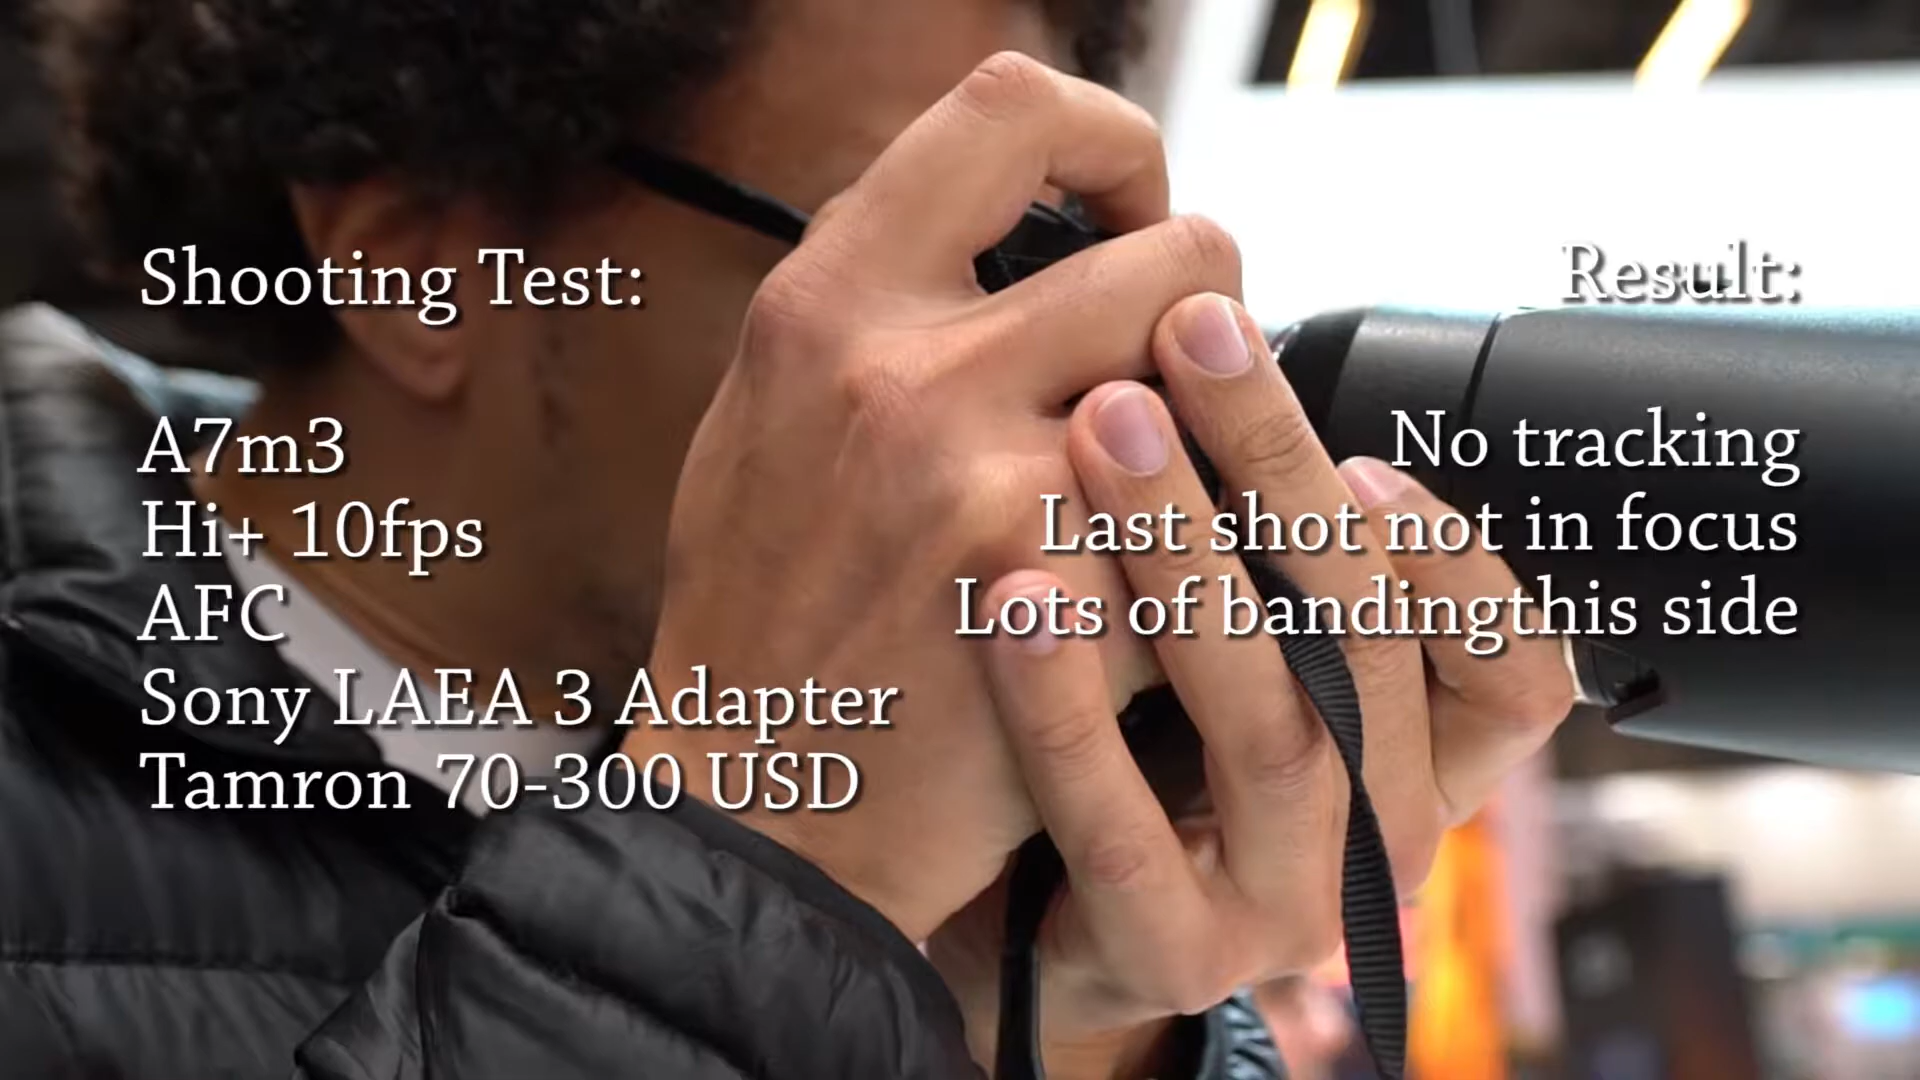 Shooting Test:
A7m3
Hi+ 10fps
AFC
Sony LAEA 3 Adapter
Tamron 70-300 USD
Result:
No tracking
Last shot not in focus
Lots of bandingthis side